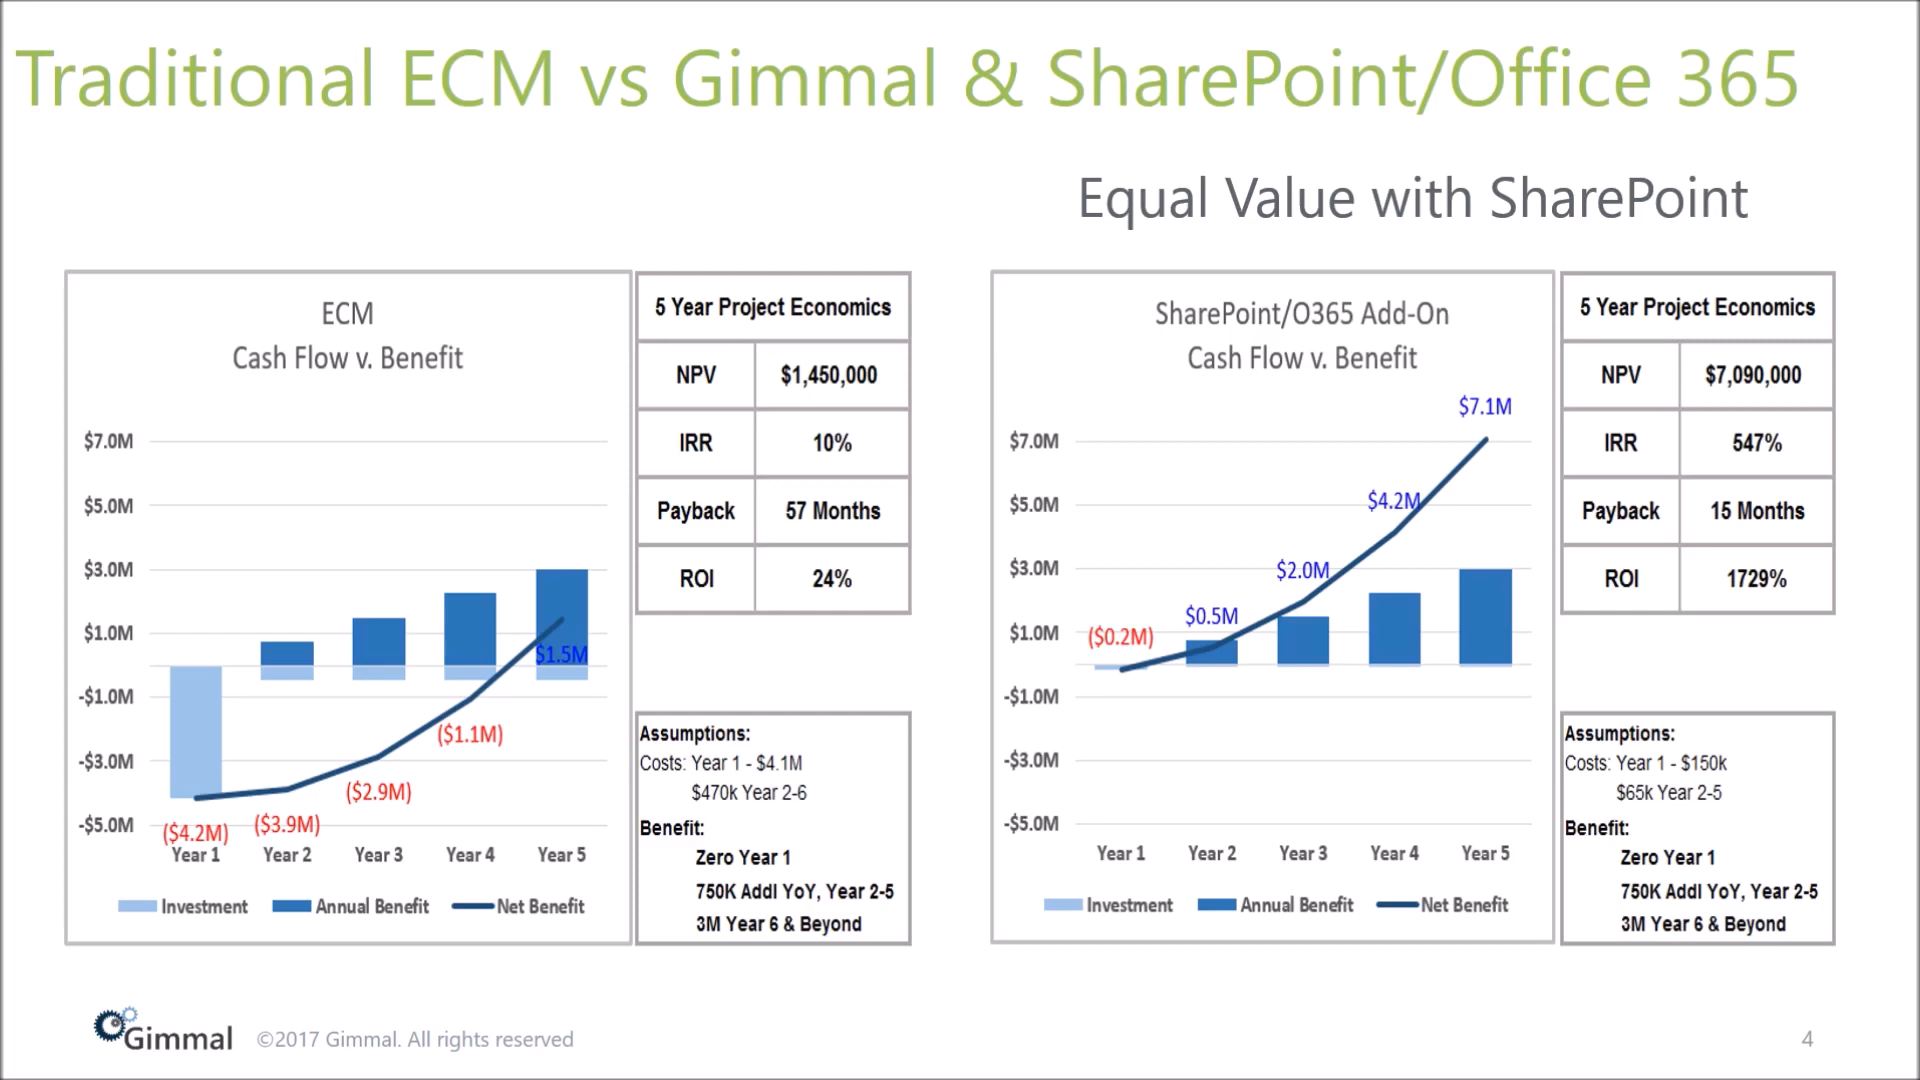 Traditional ECM vs Gimmal & SharePoint/Office 365
Equal Value with SharePoint
ECM
Cash Flow v. Benefit
$7.0M
$5.0M
$3.0M
$1.0M
-$1.0M
-$3.0M
-$5.0M
($4.2M)
($3.9M)
($2.9M)
($1.1M)
$1.5M
Year 1 Year 2 Year 3 Year 4 Year 5
Investment Annual Benefit Net Benefit
5 Year Project Economics
NPV $1,450,000
IRR 10%
Payback 57 Months
ROI 24%
Assumptions:
Costs: Year 1 - $4.1M
$470k Year 2-6
Benefit:
Zero Year 1
750K Addl YoY, Year 2-5
3M Year 6 & Beyond
SharePoint/O365 Add-On
Cash Flow v. Benefit
$7.0M
$5.0M
$3.0M
$1.0M
-$1.0M
-$3.0M
-$5.0M
($0.2M)
$0.5M
$2.0M
$4.2M
$7.1M
Year 1 Year 2 Year 3 Year 4 Year 5
Investment Annual Benefit Net Benefit
5 Year Project Economics
NPV $7,090,000
IRR 547%
Payback 15 Months
ROI 1729%
Assumptions:
Costs: Year 1 - $150k
$65k Year 2-5
Benefit:
Zero Year 1
750K Addl YoY, Year 2-5
3M Year 6 & Beyond
Gimmal
©2017 Gimmal. All rights reserved
4